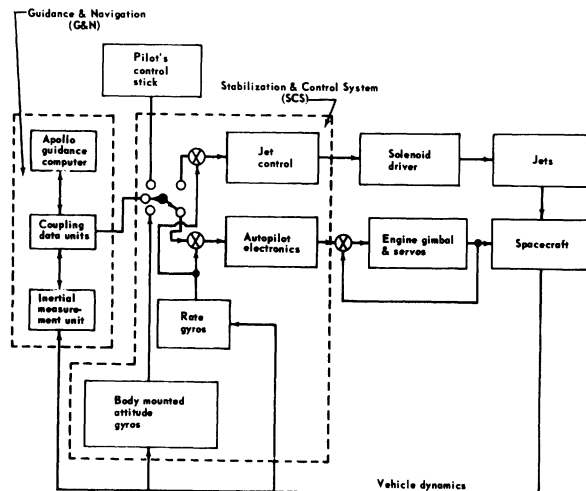 Guidance & Navigation
(G&N)
Pilot's
control
stick
Stabilization & Control System
(SCS)
Apollo
guidance
computer
Jet
control
Solenoid
driver
Jets
Coupling
data units
Autopilot
electronics
Engine gimbal
& servos
Spacecraft
Inertial
measure-
ment unit
Rate
gyros
Body mounted
attitude
gyros
Vehicle dynamics